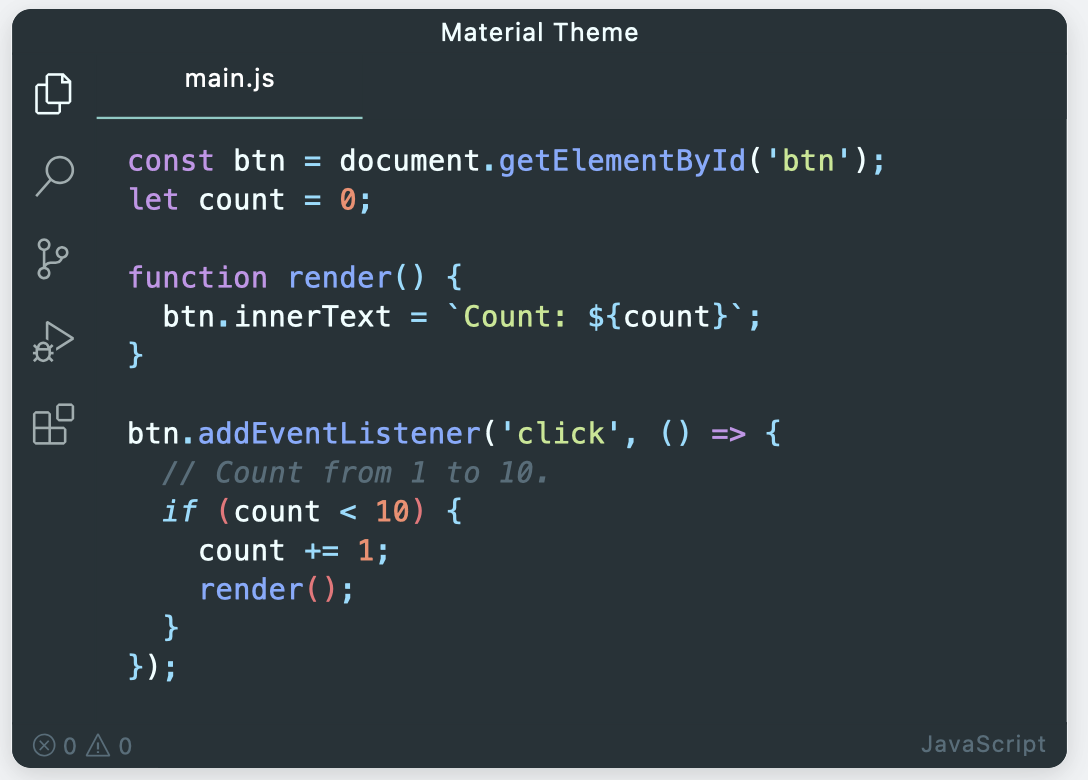 Material Theme
main.js
const btn = document.getElementById('btn');
let count = 0;
function render() {
  btn.innerText = `Count: ${count}`;
}
btn.addEventListener('click', () => {
  // Count from 1 to 10.
  if (count < 10) {
    count += 1;
    render();
  }
});
0 0
JavaScript